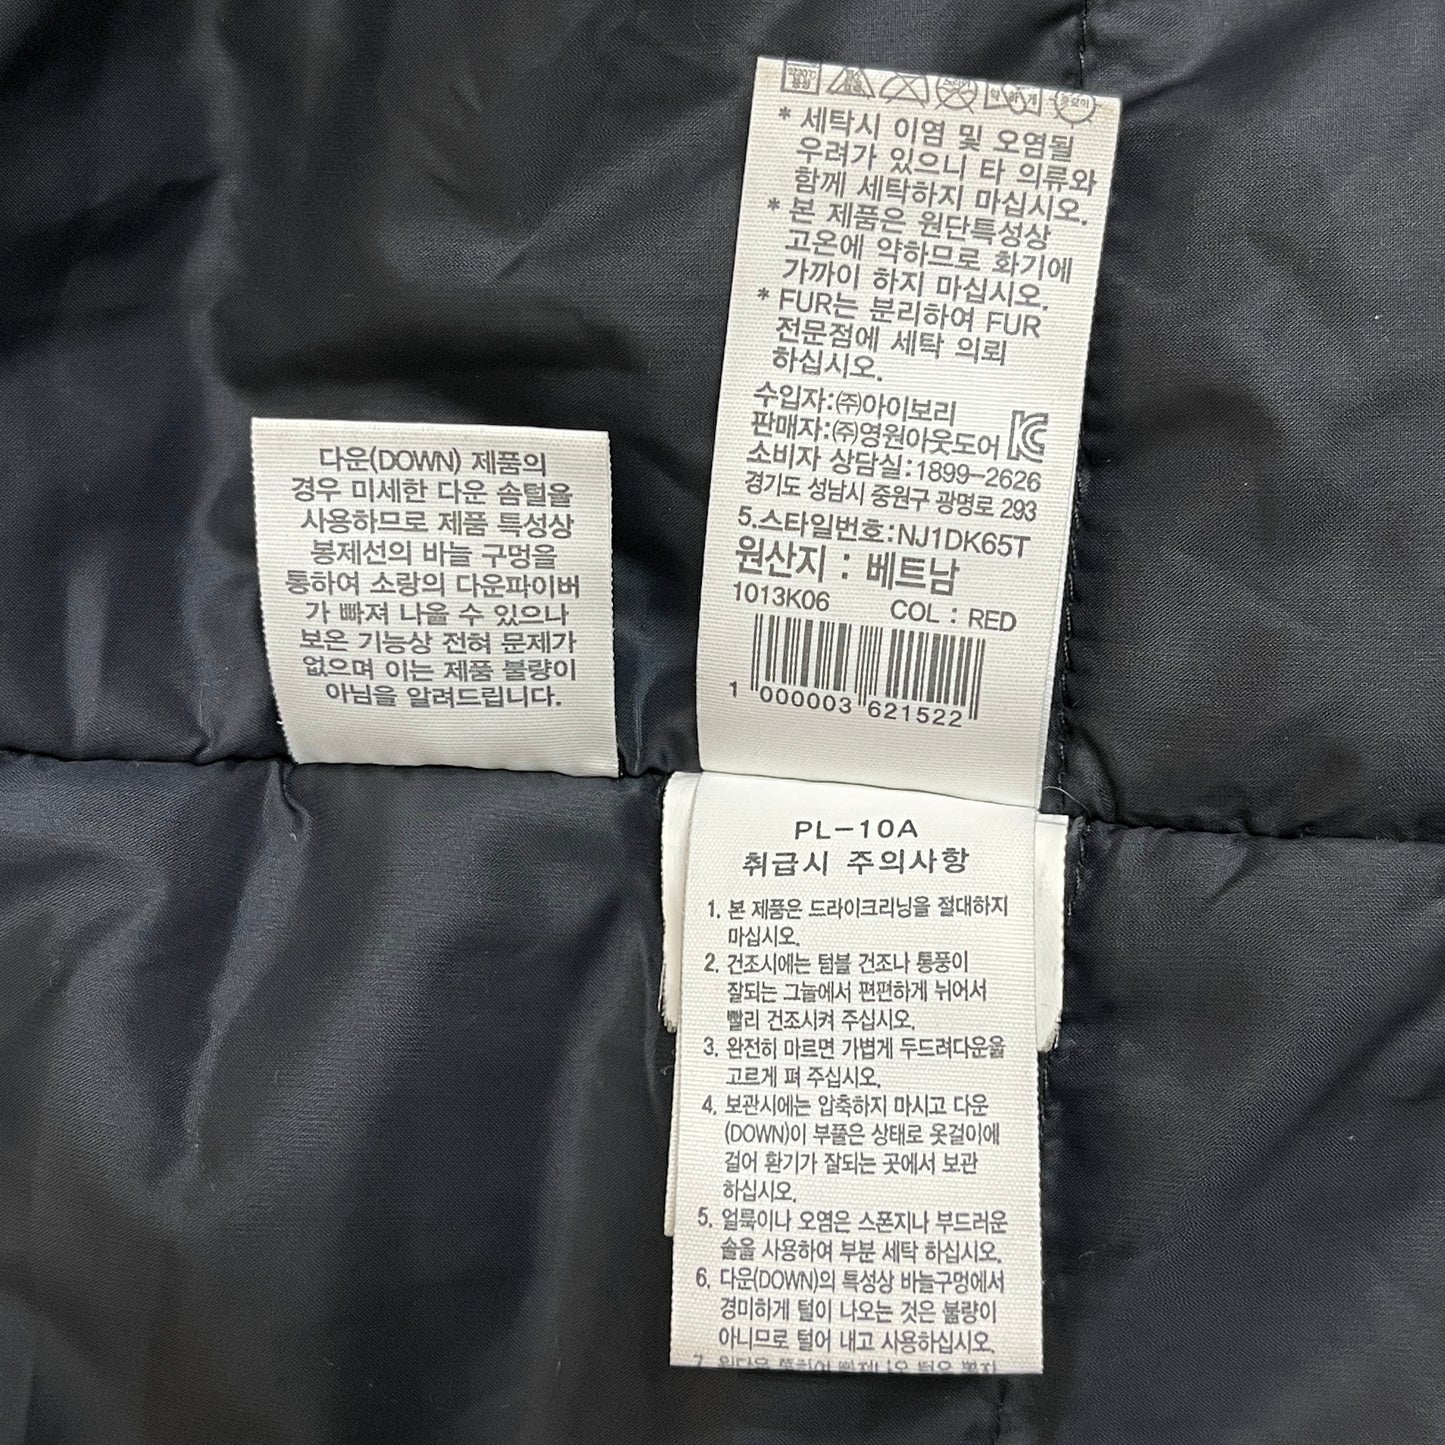 * 세탁시 이염 및 오염될
우려가 있으니 타 의류와
함께 세탁하지 마십시오.
* 본 제품은 원단특성상
고온에 약하므로 화기에
가까이 하지 마십시오.
* FUR는 분리하여 FUR
전문점에 세탁 의뢰
하십시오.
수입자:㈜아이보리
판매자:㈜영원아웃도어
소비자 상담실:1899-2626
경기도 성남시 중원구 광명로 293
5.스타일번호:NJ1DK65T
원산지 : 베트남
1013K06 COL : RED
1 000003 621522
다운(DOWN) 제품의
경우 미세한 다운 솜털을
사용하므로 제품 특성상
봉제선의 바늘 구멍을
통하여 소량의 다운파이버
가 빠져 나올 수 있으나
보온 기능상 전혀 문제가
없으며 이는 제품 불량이
아님을 알려드립니다.
PL-10A
취급시 주의사항
1. 본 제품은 드라이크리닝을 절대하지
마십시오.
2. 건조시에는 텀블 건조나 통풍이
잘되는 그늘에서 편편하게 뉘어서
빨리 건조시켜 주십시오.
3. 완전히 마르면 가볍게 두드려다운을
고르게 펴 주십시오.
4. 보관시에는 압축하지 마시고 다운
(DOWN)이 부풀은 상태로 옷걸이에
걸어 환기가 잘되는 곳에서 보관
하십시오.
5. 얼룩이나 오염은 스폰지나 부드러운
솔을 사용하여 부분 세탁 하십시오.
6. 다운(DOWN)의 특성상 바늘구멍에서
경미하게 털이 나오는 것은 불량이
아니므로 털어 내고 사용하십시오.